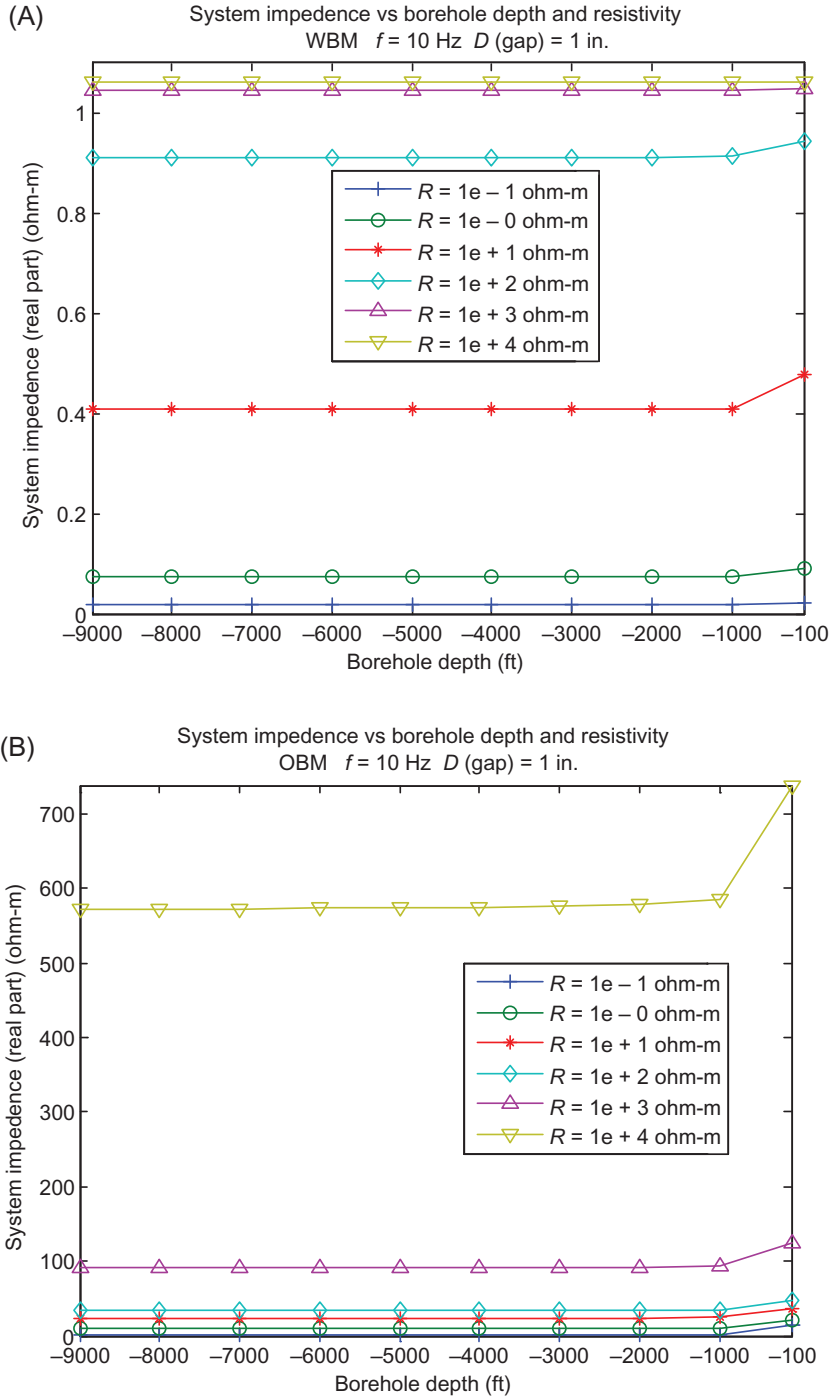 (A)
System impedence vs borehole depth and resistivity
WBM f = 10 Hz D (gap) = 1 in.
1
0.8
0.6
0.4
0.2
0
System impedence (real part) (ohm-m)
R = 1e – 1 ohm-m
R = 1e – 0 ohm-m
R = 1e + 1 ohm-m
R = 1e + 2 ohm-m
R = 1e + 3 ohm-m
R = 1e + 4 ohm-m
–9000 –8000 –7000 –6000 –5000 –4000 –3000 –2000 –1000 –100
Borehole depth (ft)
(B)
System impedence vs borehole depth and resistivity
OBM f = 10 Hz D (gap) = 1 in.
700
600
500
400
300
200
100
0
System impedence (real part) (ohm-m)
R = 1e – 1 ohm-m
R = 1e – 0 ohm-m
R = 1e + 1 ohm-m
R = 1e + 2 ohm-m
R = 1e + 3 ohm-m
R = 1e + 4 ohm-m
–9000 –8000 –7000 –6000 –5000 –4000 –3000 –2000 –1000 –100
Borehole depth (ft)